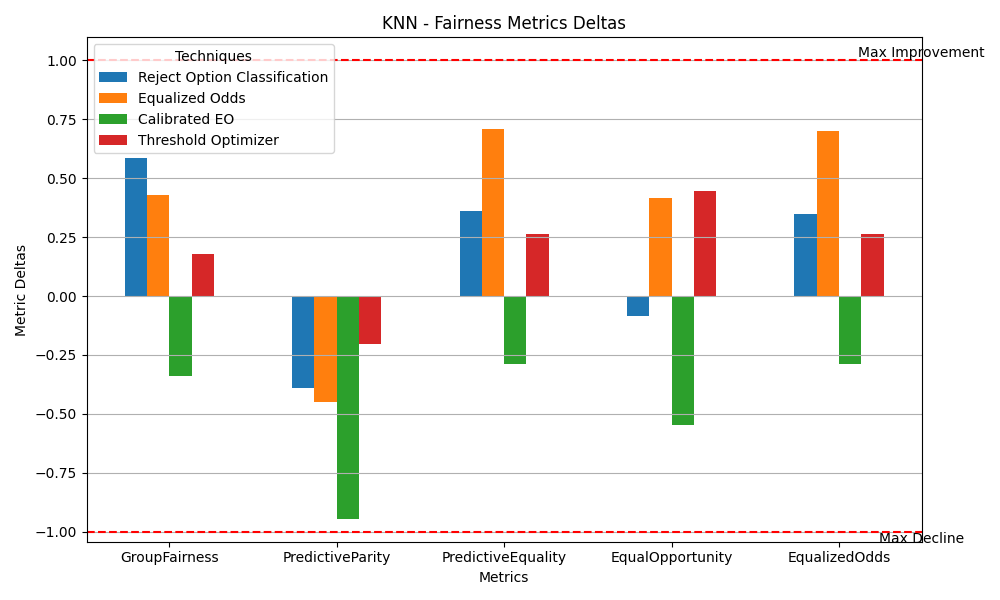 KNN - Fairness Metrics Deltas
Max Improvement
Techniques
Reject Option Classification
Equalized Odds
Calibrated EO
Threshold Optimizer
Metric Deltas
1.00
0.75
0.50
0.25
0.00
−0.25
−0.50
−0.75
−1.00
Max Decline
GroupFairness
PredictiveParity
PredictiveEquality
EqualOpportunity
EqualizedOdds
Metrics